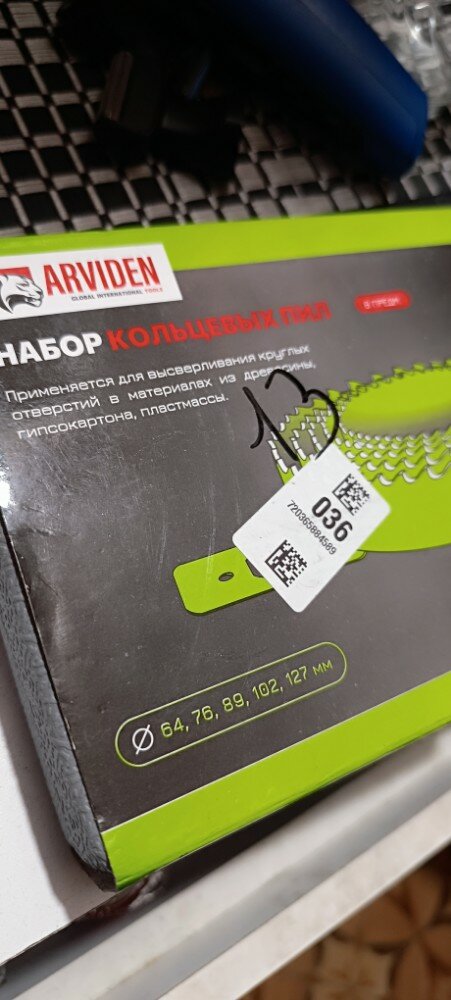 ARVIDEN
GLOBAL INTERNATIONAL TOOLS
НАБОР КОЛЬЦЕВЫХ ПИЛ
Применяется для высверливания круглых
отверстий в материалах из древесины,
гипсокартона, пластмассы.
13
036
720365884589
Ø 64, 76, 89, 102, 127 мм